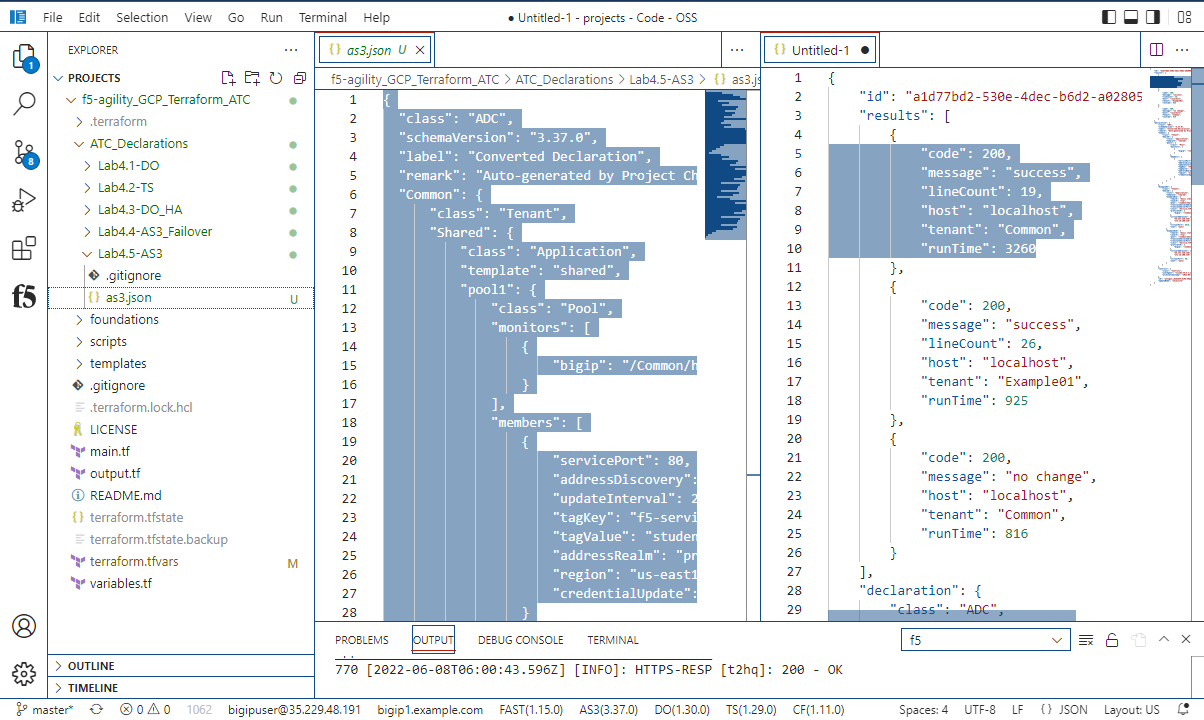 File Edit Selection View Go Run Terminal Help
● Untitled-1 - projects - Code - OSS
1
8
f5
EXPLORER
PROJECTS
f5-agility_GCP_Terraform_ATC
.terraform
ATC_Declarations
Lab4.1-DO
Lab4.2-TS
Lab4.3-DO_HA
Lab4.4-AS3_Failover
Lab4.5-AS3
.gitignore
as3.json U
foundations
scripts
templates
.gitignore
.terraform.lock.hcl
LICENSE
main.tf
output.tf
README.md
terraform.tfstate
terraform.tfstate.backup
terraform.tfvars M
variables.tf
OUTLINE
TIMELINE
{} as3.json U
f5-agility_GCP_Terraform_ATC > ATC_Declarations > Lab4.5-AS3 > {} as3.js
1 {
2 "class": "ADC",
3 "schemaVersion": "3.37.0",
4 "label": "Converted Declaration",
5 "remark": "Auto-generated by Project Ch
6 "Common": {
7 "class": "Tenant",
8 "Shared": {
9 "class": "Application",
10 "template": "shared",
11 "pool1": {
12 "class": "Pool",
13 "monitors": [
14 {
15 "bigip": "/Common/h
16 }
17 ],
18 "members": [
19 {
20 "servicePort": 80,
21 "addressDiscovery":
22 "updateInterval": 2
23 "tagKey": "f5-servi
24 "tagValue": "studen
25 "addressRealm": "pr
26 "region": "us-east1
27 "credentialUpdate":
28 }
{} Untitled-1 ●
1 {
2 "id": "a1d77bd2-530e-4dec-b6d2-a02805
3 "results": [
4 {
5 "code": 200,
6 "message": "success",
7 "lineCount": 19,
8 "host": "localhost",
9 "tenant": "Common",
10 "runTime": 3260
11 },
12 {
13 "code": 200,
14 "message": "success",
15 "lineCount": 26,
16 "host": "localhost",
17 "tenant": "Example01",
18 "runTime": 925
19 },
20 {
21 "code": 200,
22 "message": "no change",
23 "host": "localhost",
24 "tenant": "Common",
25 "runTime": 816
26 }
27 ],
28 "declaration": {
29 "class": "ADC",
PROBLEMS OUTPUT DEBUG CONSOLE TERMINAL
f5
770 [2022-06-08T06:00:43.596Z] [INFO]: HTTPS-RESP [t2hq]: 200 - OK
master* 0 0 1062 bigipuser@35.229.48.191 bigip1.example.com FAST(1.15.0) AS3(3.37.0) DO(1.30.0) TS(1.29.0) CF(1.11.0) Spaces: 4 UTF-8 LF {} JSON Layout: US